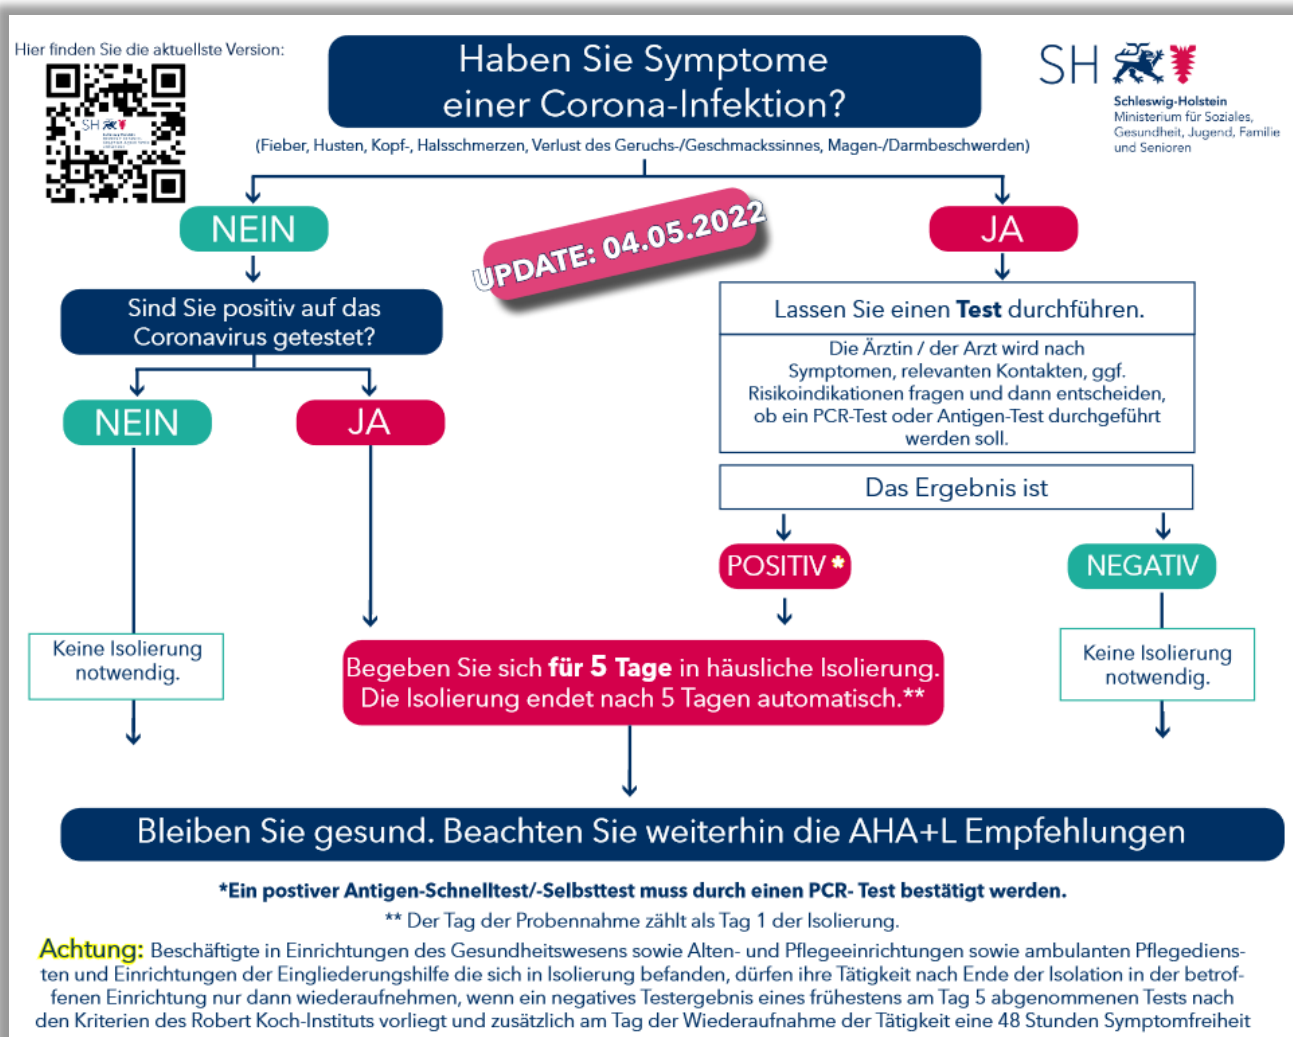 Hier finden Sie die aktuellste Version:
Haben Sie Symptome
einer Corona-Infektion?
SH
Schleswig-Holstein
Ministerium für Soziales,
Gesundheit, Jugend, Familie
und Senioren
SH
(Fieber, Husten, Kopf-, Halsschmerzen, Verlust des Geruchs-/Geschmackssinnes, Magen-/Darmbeschwerden)
NEIN
UPDATE: 04.05.2022
JA
Sind Sie positiv auf das
Coronavirus getestet?
Lassen Sie einen Test durchführen.
Die Ärztin / der Arzt wird nach
Symptomen, relevanten Kontakten, ggf.
Risikoindikationen fragen und dann entscheiden,
ob ein PCR-Test oder Antigen-Test durchgeführt
werden soll.
NEIN
JA
Das Ergebnis ist
POSITIV *
NEGATIV
Keine Isolierung
notwendig.
Begeben Sie sich für 5 Tage in häusliche Isolierung.
Die Isolierung endet nach 5 Tagen automatisch.**
Keine Isolierung
notwendig.
Bleiben Sie gesund. Beachten Sie weiterhin die AHA+L Empfehlungen
*Ein postiver Antigen-Schnelltest/-Selbsttest muss durch einen PCR- Test bestätigt werden.
** Der Tag der Probennahme zählt als Tag 1 der Isolierung.
Achtung: Beschäftigte in Einrichtungen des Gesundheitswesens sowie Alten- und Pflegeeinrichtungen sowie ambulanten Pflegediens-
ten und Einrichtungen der Eingliederungshilfe die sich in Isolierung befanden, dürfen ihre Tätigkeit nach Ende der Isolation in der betrof-
fenen Einrichtung nur dann wiederaufnehmen, wenn ein negatives Testergebnis eines frühestens am Tag 5 abgenommenen Tests nach
den Kriterien des Robert Koch-Instituts vorliegt und zusätzlich am Tag der Wiederaufnahme der Tätigkeit eine 48 Stunden Symptomfreiheit